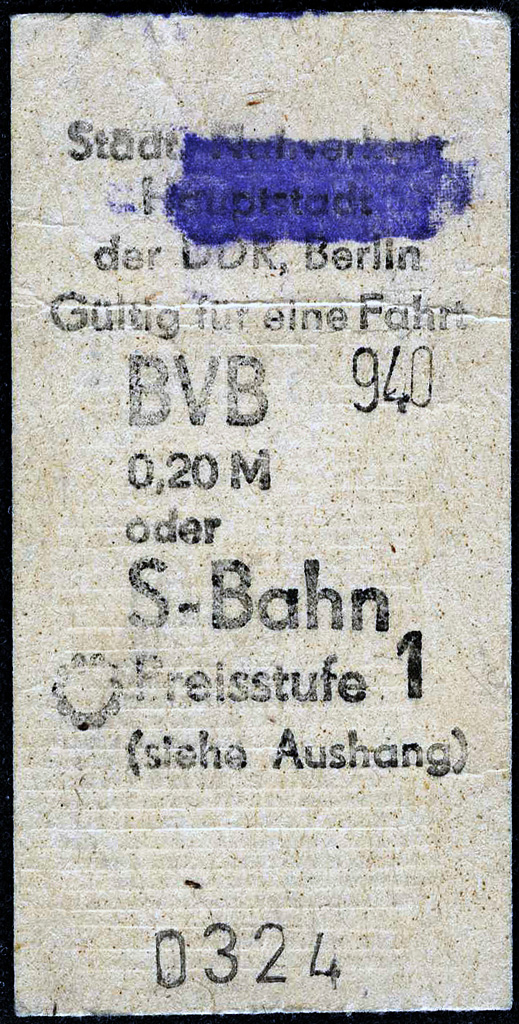 Städt. Nahverkehr
Hauptstadt
der DDR, Berlin
Gültig für eine Fahrt
BVB 940
0,20 M
oder
S-Bahn
Preisstufe 1
(siehe Aushang)
0324